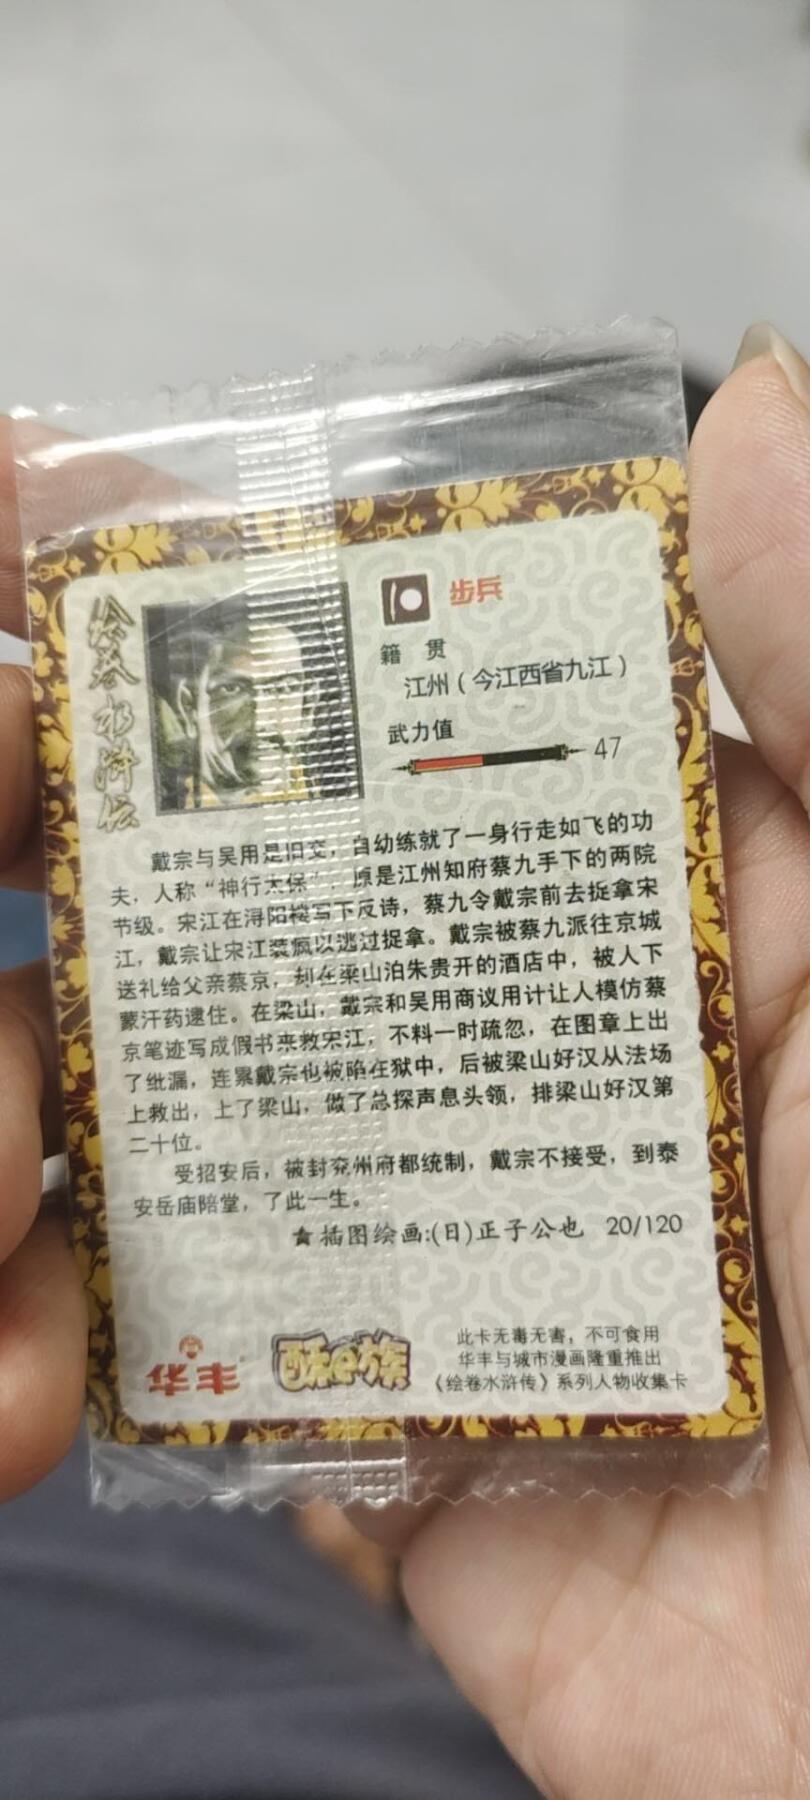 绘卷水浒传
步兵
籍 贯
江州（今江西省九江）
武力值
47
戴宗与吴用是旧交，自幼练就了一身行走如飞的功
夫，人称“神行太保”，原是江州知府蔡九手下的两院
节级。宋江在浔阳楼写下反诗，蔡九令戴宗前去捉拿宋
江，戴宗让宋江装疯以逃过捉拿。戴宗被蔡九派往京城
送礼给父亲蔡京，却在梁山泊朱贵开的酒店中，被人下
蒙汗药逮住。在梁山，戴宗和吴用商议用计让人模仿蔡
京笔迹写成假书来救宋江，不料一时疏忽，在图章上出
了纰漏，连累戴宗也被陷在狱中，后被梁山好汉从法场
上救出，上了梁山，做了总探声息头领，排梁山好汉第
二十位。
受招安后，被封兖州府都统制，戴宗不接受，到泰
安岳庙陪堂，了此一生。
★插图绘画:(日)正子公也 20/120
华丰
酷e族
此卡无毒无害，不可食用
华丰与城市漫画隆重推出
《绘卷水浒传》系列人物收集卡